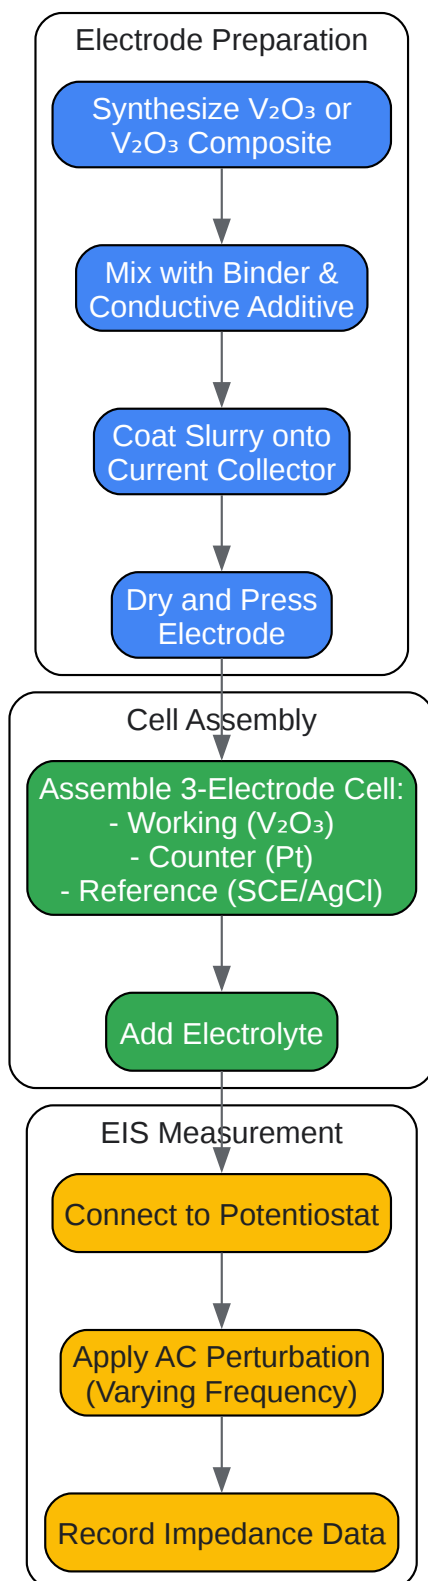 Electrode Preparation
Synthesize V₂O₃ or
V₂O₃ Composite
Mix with Binder &
Conductive Additive
Coat Slurry onto
Current Collector
Dry and Press
Electrode
Cell Assembly
Assemble 3-Electrode Cell:
- Working (V₂O₃)
- Counter (Pt)
- Reference (SCE/AgCl)
Add Electrolyte
EIS Measurement
Connect to Potentiostat
Apply AC Perturbation
(Varying Frequency)
Record Impedance Data